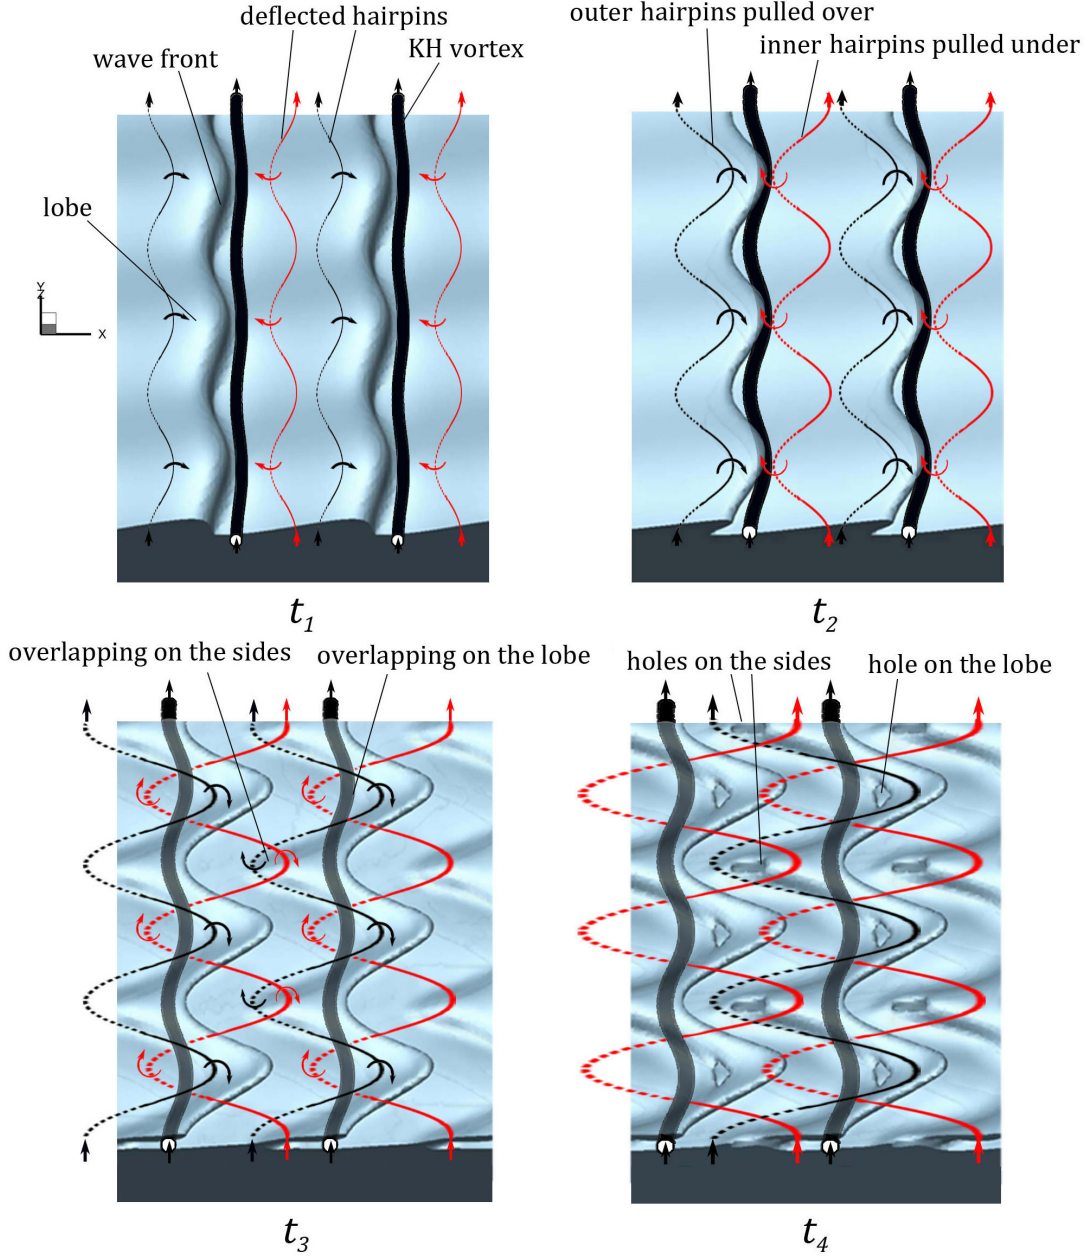 deflected hairpins
KH vortex
wave front
lobe
Y
Z
X
t1
outer hairpins pulled over
inner hairpins pulled under
t2
overlapping on the sides
overlapping on the lobe
t3
holes on the sides
hole on the lobe
t4